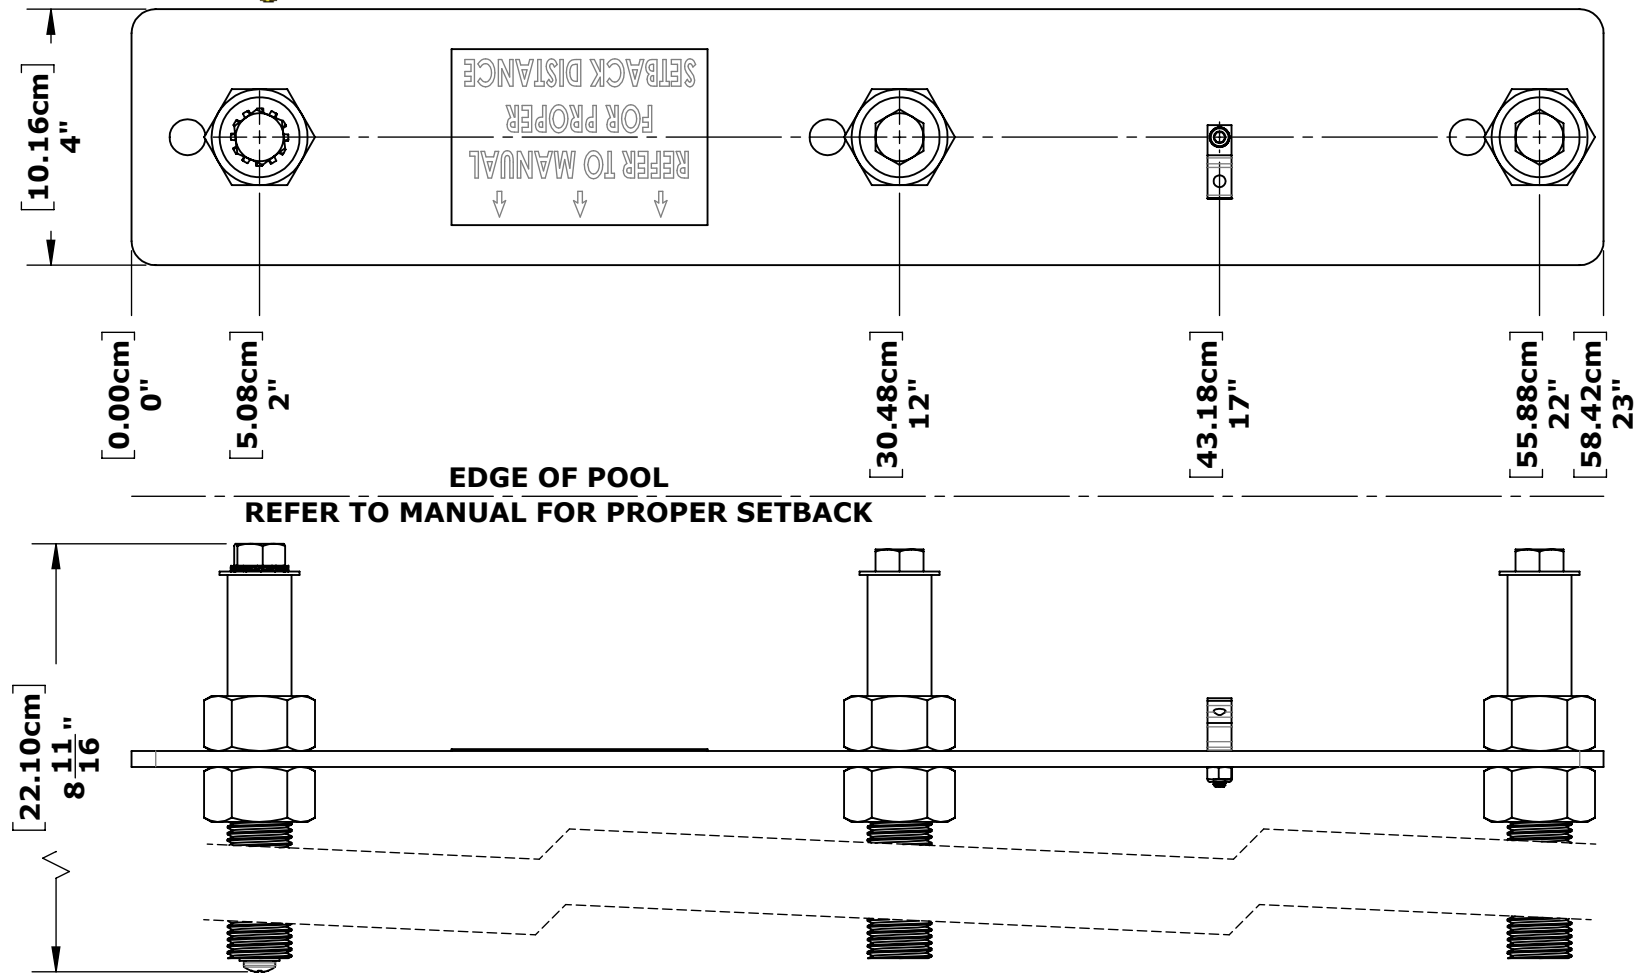 [10.16cm]
4"
SETBACK DISTANCE
FOR PROPER
REFER TO MANUAL
[0.00cm]
0"
[5.08cm]
2"
[30.48cm]
12"
[43.18cm]
17"
[55.88cm]
22"
[58.42cm]
23"
EDGE OF POOL
REFER TO MANUAL FOR PROPER SETBACK
[22.10cm]
8 11/16"